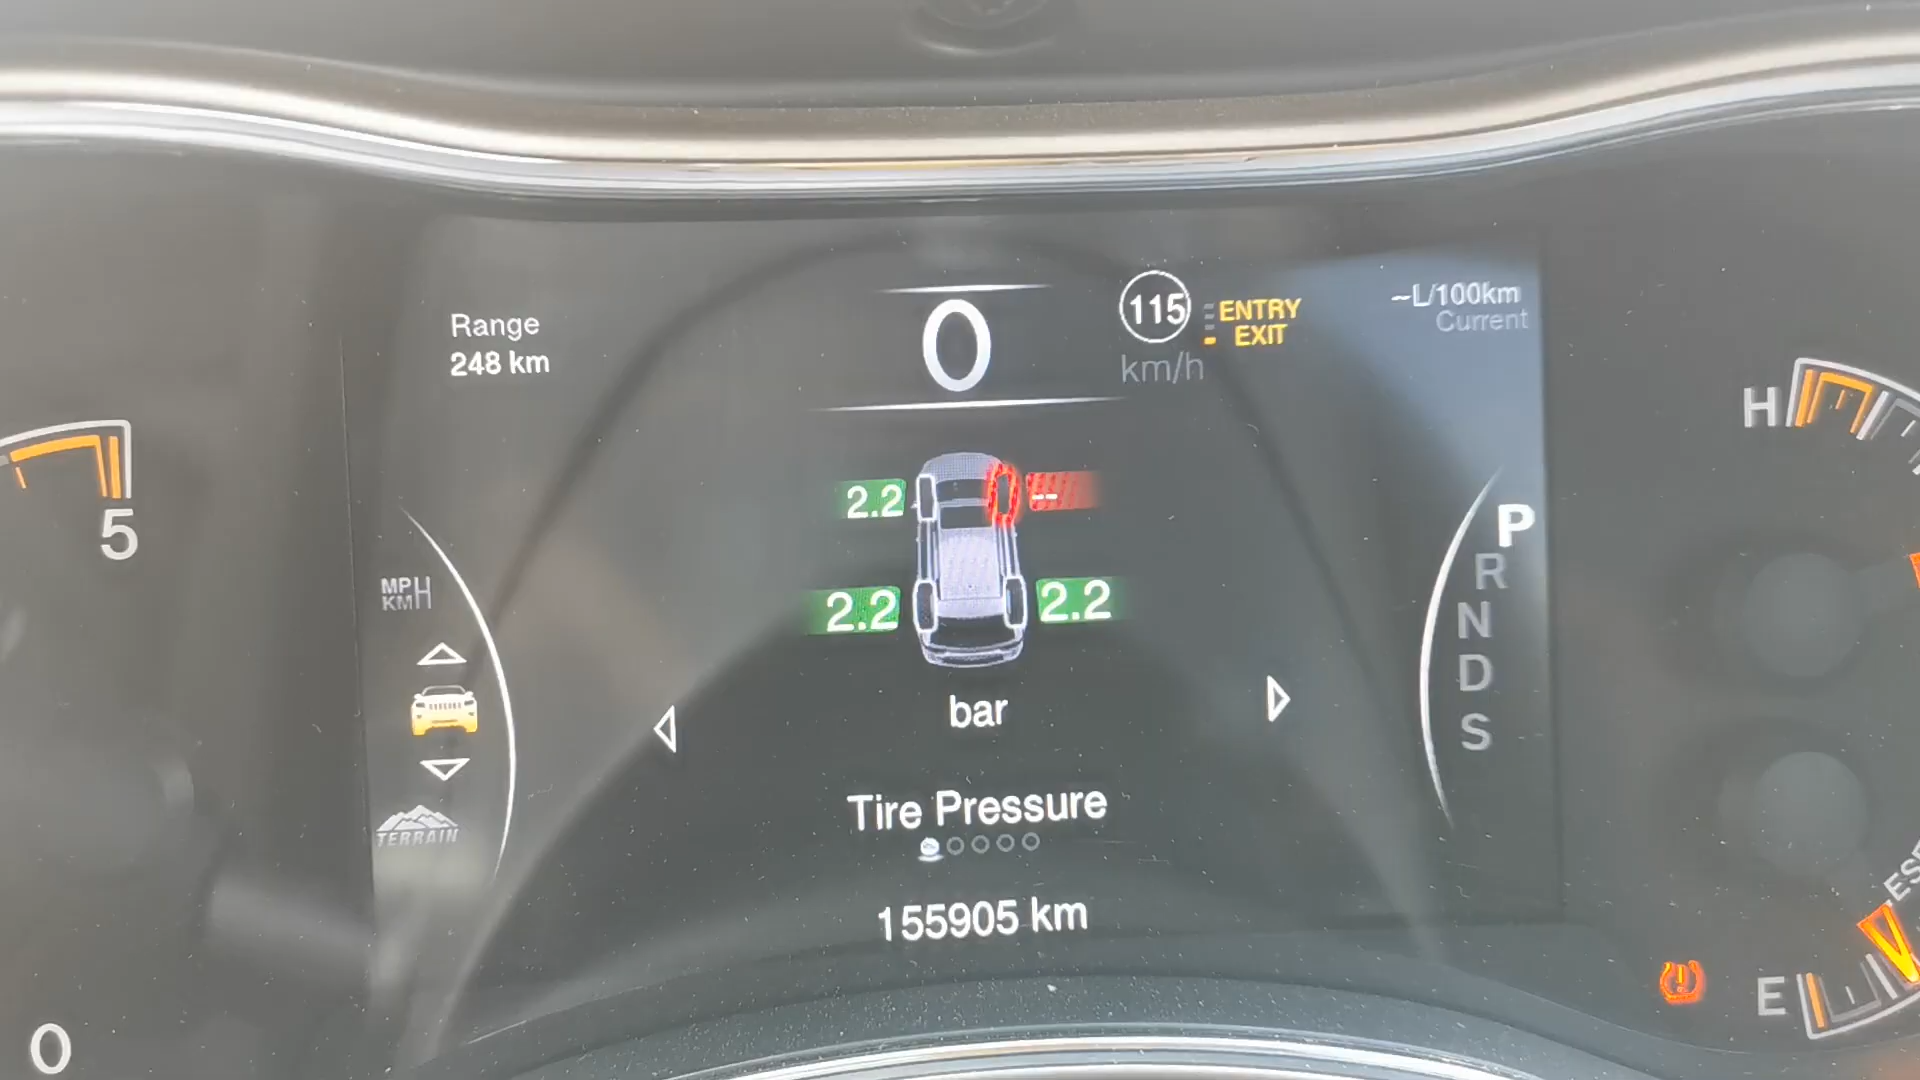 Range
248 km
0
115
km/h
ENTRY
EXIT
~L/100km
Current
H
5
2.2
--
2.2
2.2
MPH
KMH
bar
P
R
N
D
S
TERRAIN
Tire Pressure
155905 km
E
0